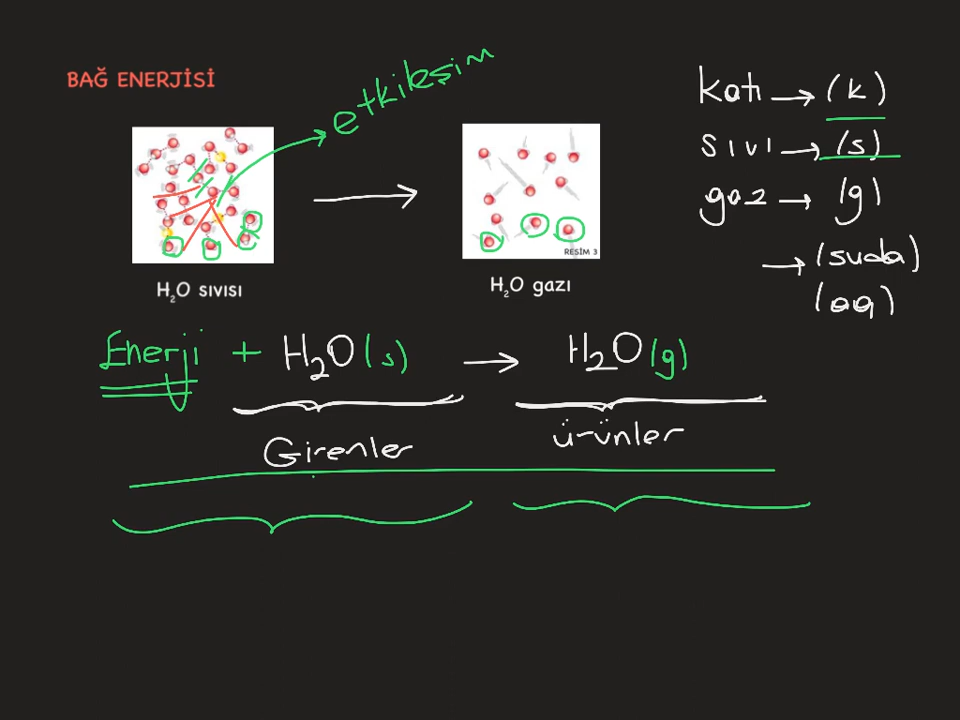 BAĞ ENERJİSİ
etkileşim
katı → (k)
sıvı → (s)
gaz → (g)
→ (suda)
(aq)
RESİM 3
H₂O sıvısı
H₂O gazı
Enerji + H₂O(s) → H₂O(g)
Girenler
ürünler